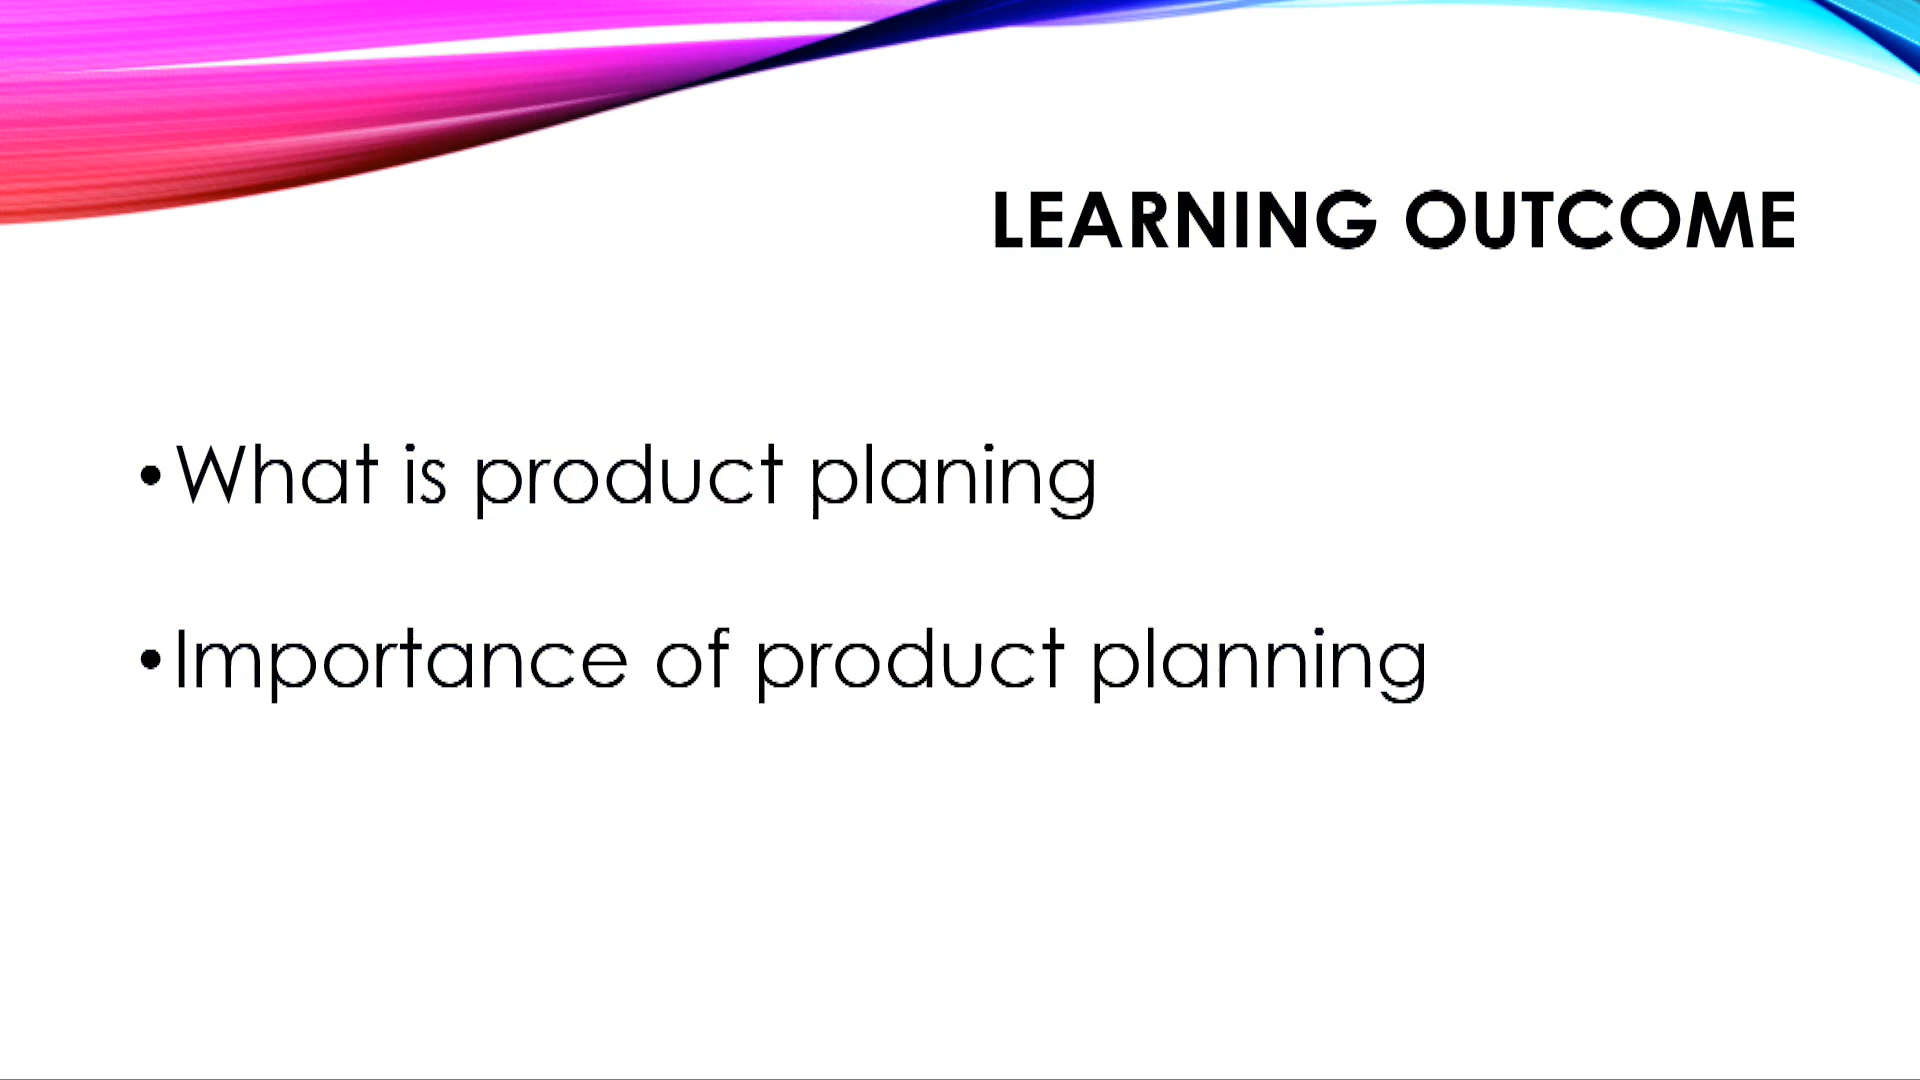 LEARNING OUTCOME
•What is product planing
•Importance of product planning